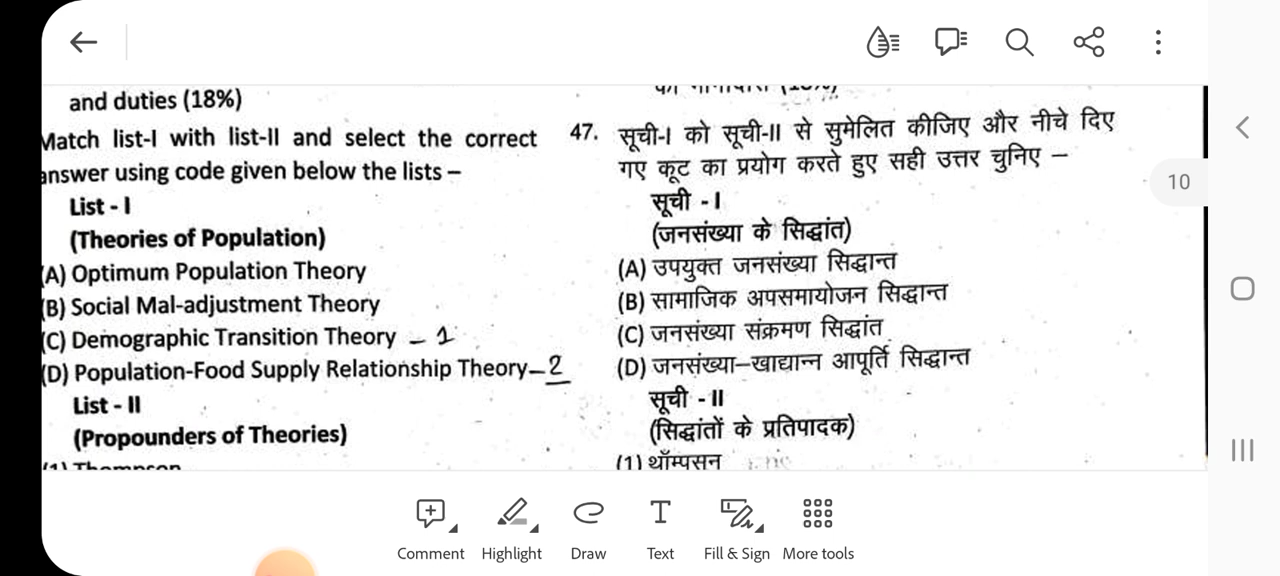 and duties (18%)
Match list-I with list-II and select the correct
answer using code given below the lists –
List - I
(Theories of Population)
(A) Optimum Population Theory
(B) Social Mal-adjustment Theory
(C) Demographic Transition Theory – 1
(D) Population-Food Supply Relationship Theory – 2
List - II
(Propounders of Theories)
(1) Thompson
47. सूची-I को सूची-II से सुमेलित कीजिए और नीचे दिए
गए कूट का प्रयोग करते हुए सही उत्तर चुनिए –
सूची - I
(जनसंख्या के सिद्धांत)
(A) उपयुक्त जनसंख्या सिद्धान्त
(B) सामाजिक अपसमायोजन सिद्धान्त
(C) जनसंख्या संक्रमण सिद्धांत
(D) जनसंख्या–खाद्यान्न आपूर्ति सिद्धान्त
सूची - II
(सिद्धांतों के प्रतिपादक)
(1) थॉम्पसन
10
Comment Highlight Draw Text Fill & Sign More tools